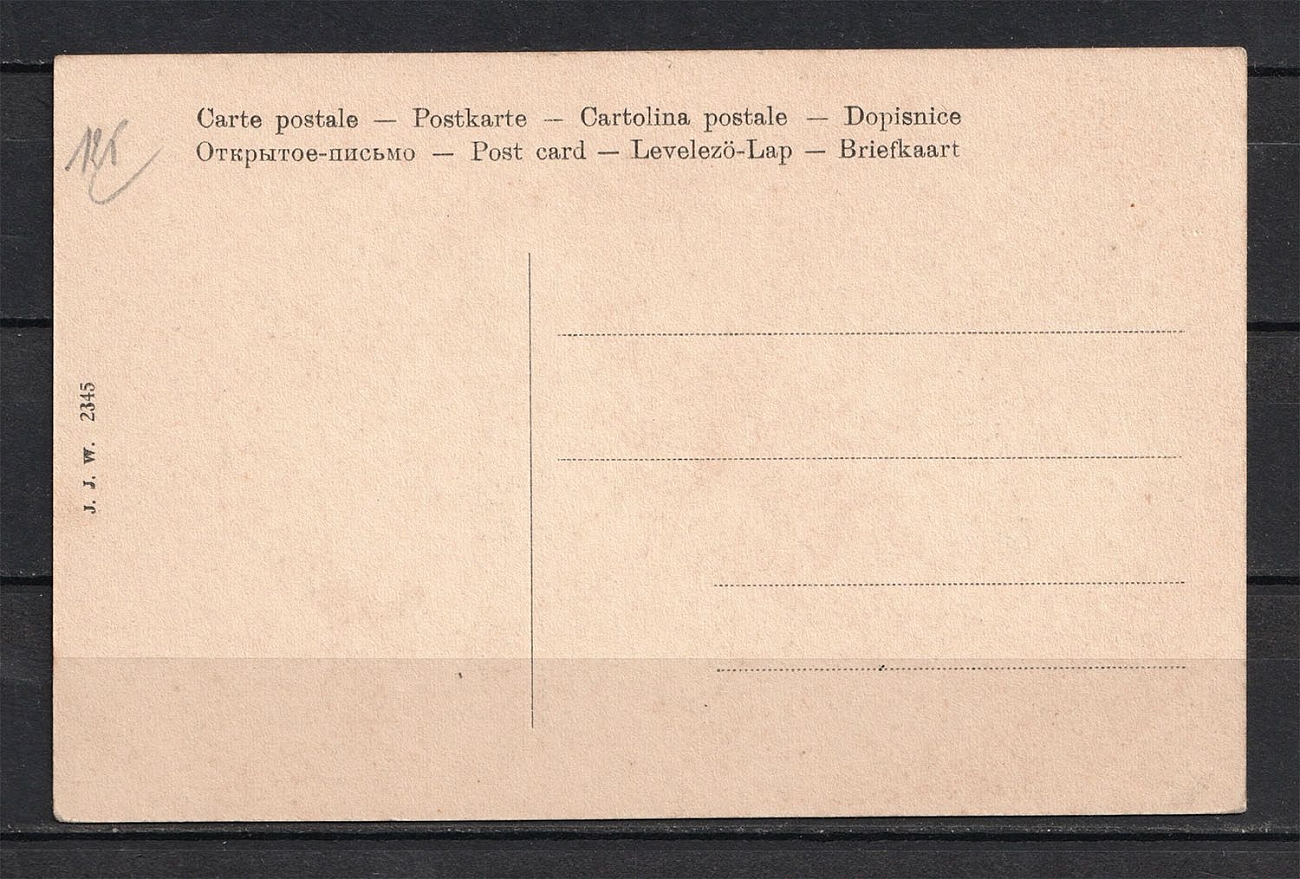 Carte postale — Postkarte — Cartolina postale — Dopisnice
Открытое-письмо — Post card — Levelezö-Lap — Briefkaart
J. J. W. 2345